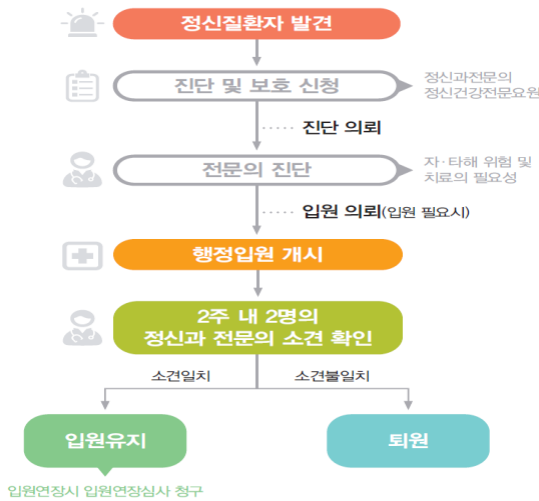 정신질환자 발견
진단 및 보호 신청
정신과전문의
정신건강전문요원
진단 의뢰
전문의 진단
자·타해 위험 및
치료의 필요성
입원 의뢰(입원 필요시)
행정입원 개시
2주 내 2명의
정신과 전문의 소견 확인
소견일치
소견불일치
입원유지
퇴원
입원연장시 입원연장심사 청구